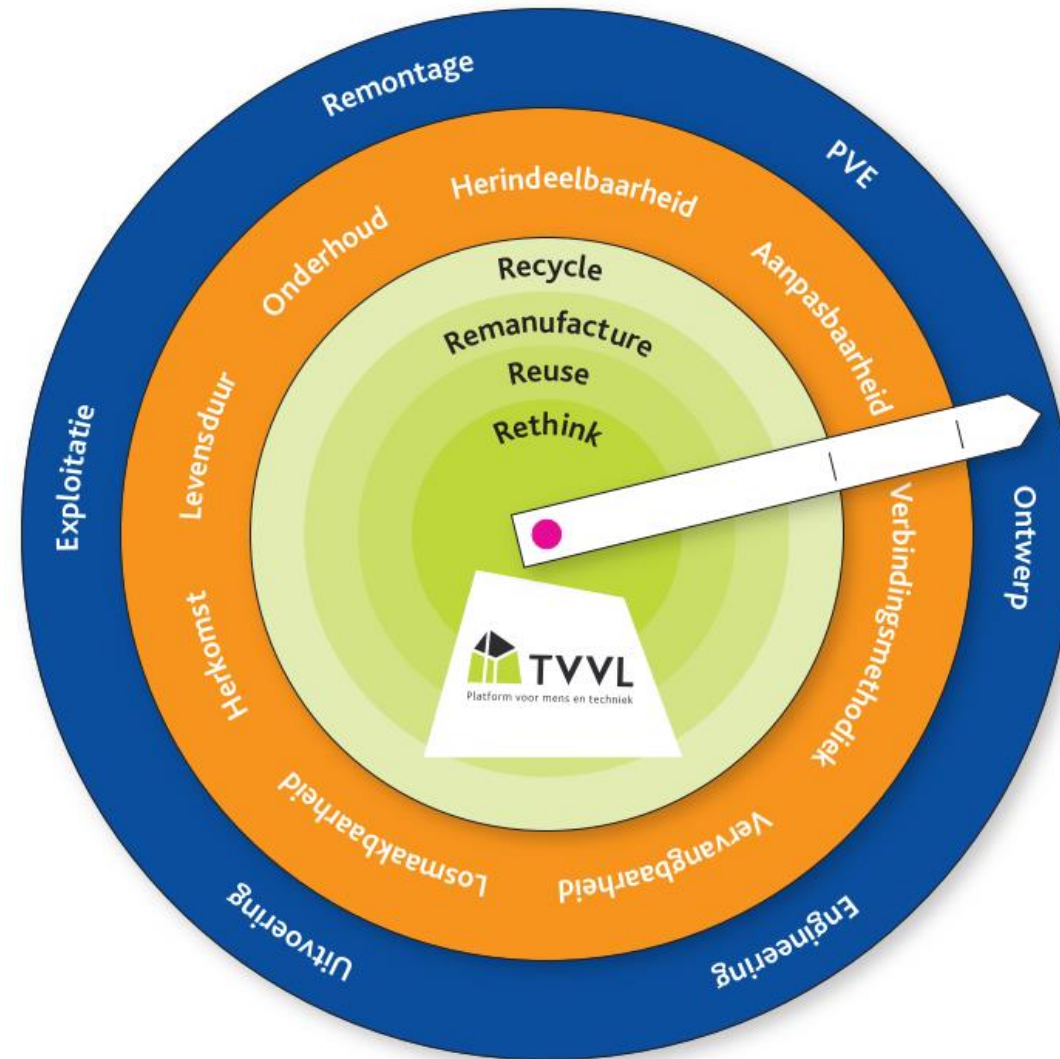 Remontage
PVE
Ontwerp
Engineering
Uitvoering
Exploitatie
Herindeelbaarheid
Aanpasbaarheid
Verbindingsmethodiek
Vervangbaarheid
Losmaakbaarheid
Herkomst
Levensduur
Onderhoud
Recycle
Remanufacture
Reuse
Rethink
TVVL
Platform voor mens en techniek